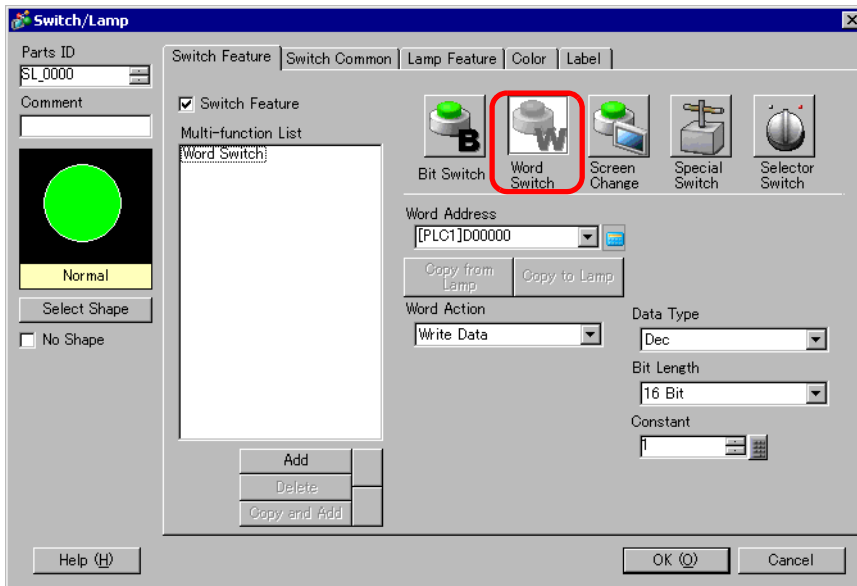 Switch/Lamp
Parts ID
SL_0000
Comment
Normal
Select Shape
No Shape
Switch Feature
Switch Common
Lamp Feature
Color
Label
Switch Feature
Multi-function List
Word Switch
Add
Delete
Copy and Add
B
Bit Switch
W
Word
Switch
Screen
Change
Special
Switch
Selector
Switch
Word Address
[PLC1]D00000
Copy from
Lamp
Copy to Lamp
Word Action
Write Data
Data Type
Dec
Bit Length
16 Bit
Constant
1
Help (H)
OK (O)
Cancel